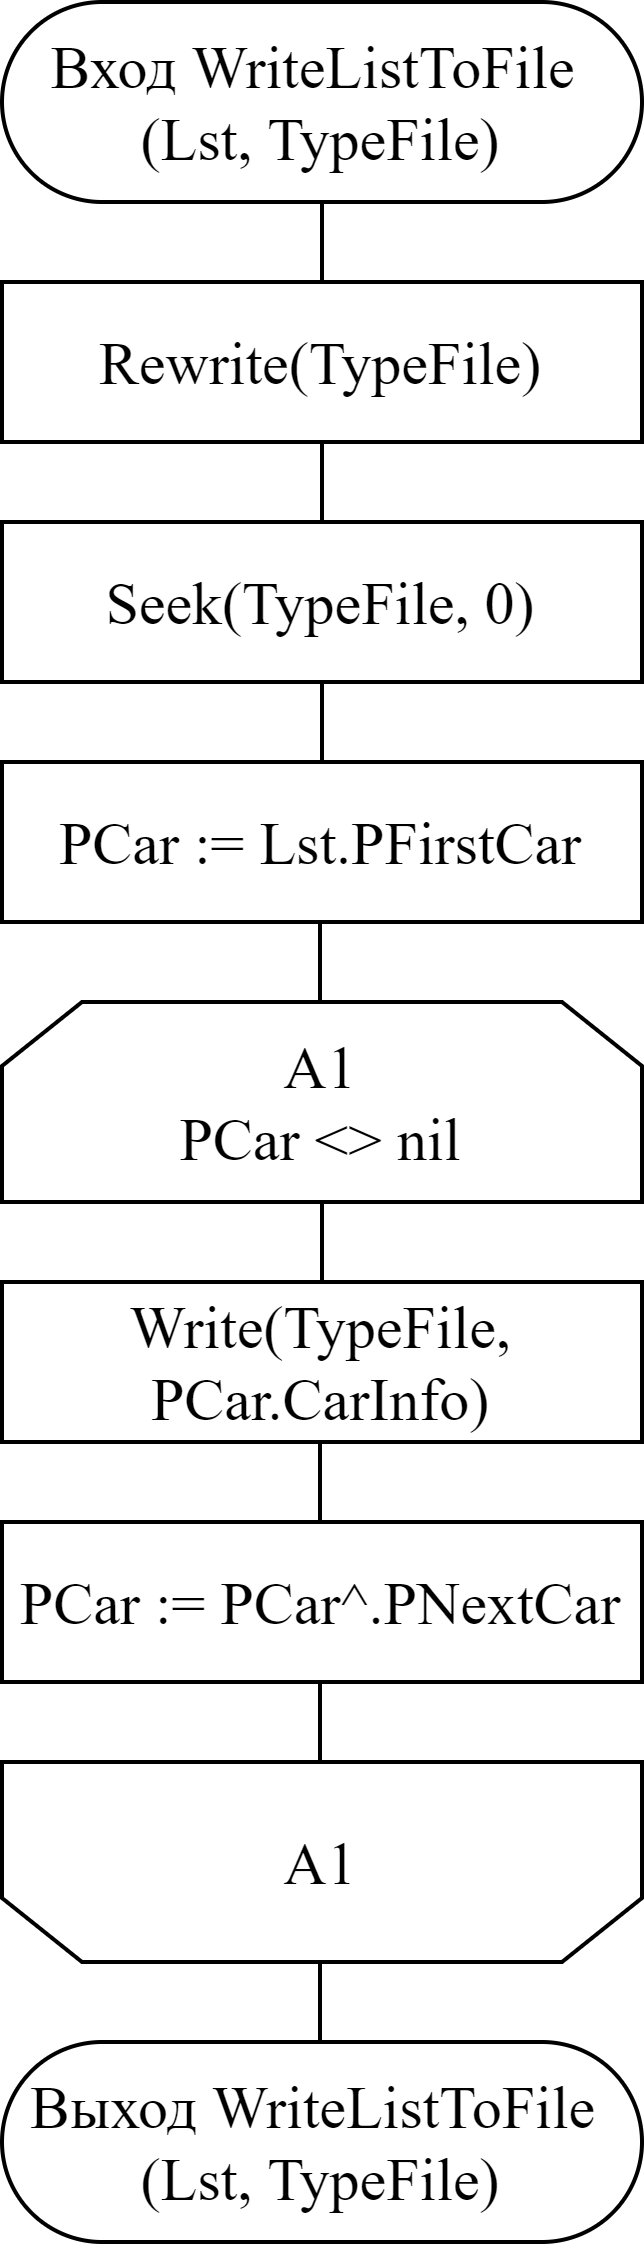 Вход WriteListToFile
(Lst, TypeFile)
Rewrite(TypeFile)
Seek(TypeFile, 0)
PCar := Lst.PFirstCar
A1
PCar <> nil
Write(TypeFile,
PCar.CarInfo)
PCar := PCar^.PNextCar
A1
Выход WriteListToFile
(Lst, TypeFile)